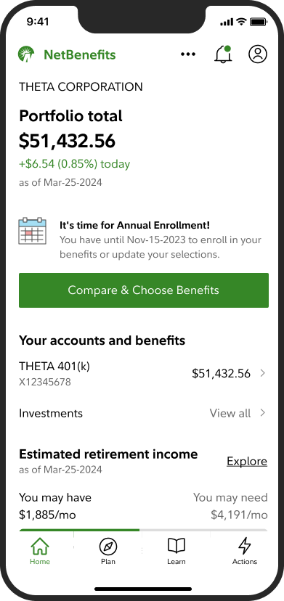 9:41
NetBenefits
THETA CORPORATION
Portfolio total
$51,432.56
+$6.54 (0.85%) today
as of Mar-25-2024
It's time for Annual Enrollment!
You have until Nov-15-2023 to enroll in your
benefits or update your selections.
Compare & Choose Benefits
Your accounts and benefits
THETA 401(k)
$51,432.56
X12345678
Investments
View all
Estimated retirement income
Explore
as of Mar-25-2024
You may have
You may need
$1,885/mo
$4,191/mo
Home
Plan
Learn
Actions